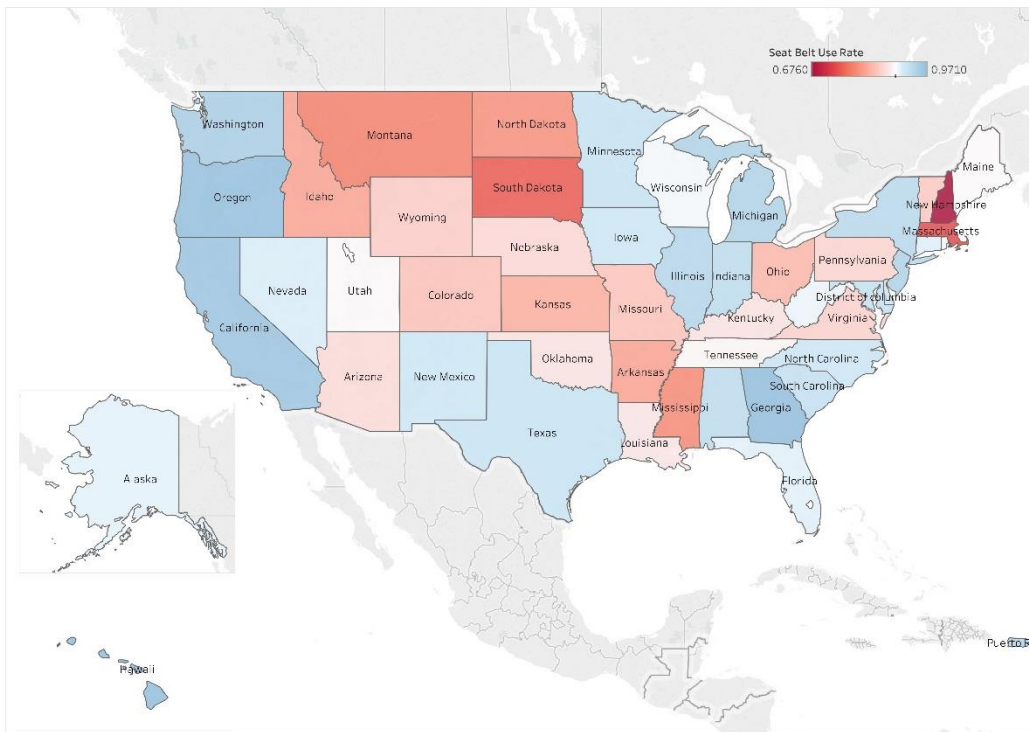 Seat Belt Use Rate
0.6760 0.9710
Washington
Montana
North Dakota
Minnesota
Maine
Oregon
Idaho
South Dakota
Wisconsin
New Hampshire
Wyoming
Michigan
Massachusetts
Nebraska
Iowa
Pennsylvania
Nevada
Utah
Colorado
Kansas
Missouri
Illinois
Indiana
Ohio
District of columbia
California
Kentucky
Virginia
Arizona
New Mexico
Oklahoma
Arkansas
Tennessee
North Carolina
South Carolina
Mississippi
Georgia
Texas
Louisiana
Florida
A aska
Hawaii
Puerto R